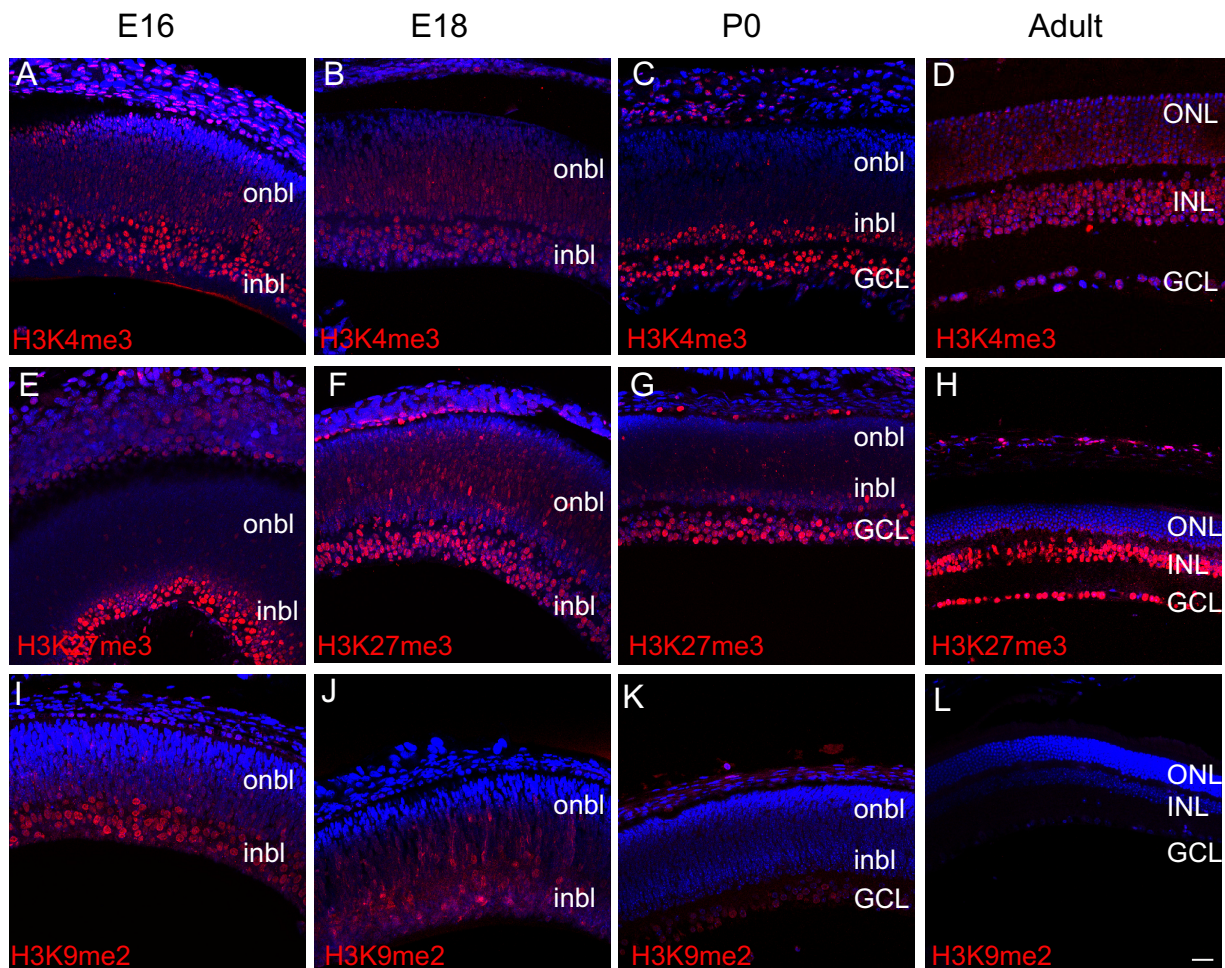 E16 E18 P0 Adult
A B C D
ONL
onbl onbl onbl INL
inbl inbl inbl GCL
GCL
H3K4me3 H3K4me3 H3K4me3 H3K4me3
E F G H
onbl onbl onbl ONL
inbl inbl inbl INL
GCL GCL
H3K27me3 H3K27me3 H3K27me3 H3K27me3
I J K L
onbl onbl onbl ONL
inbl inbl inbl INL
GCL GCL
H3K9me2 H3K9me2 H3K9me2 H3K9me2